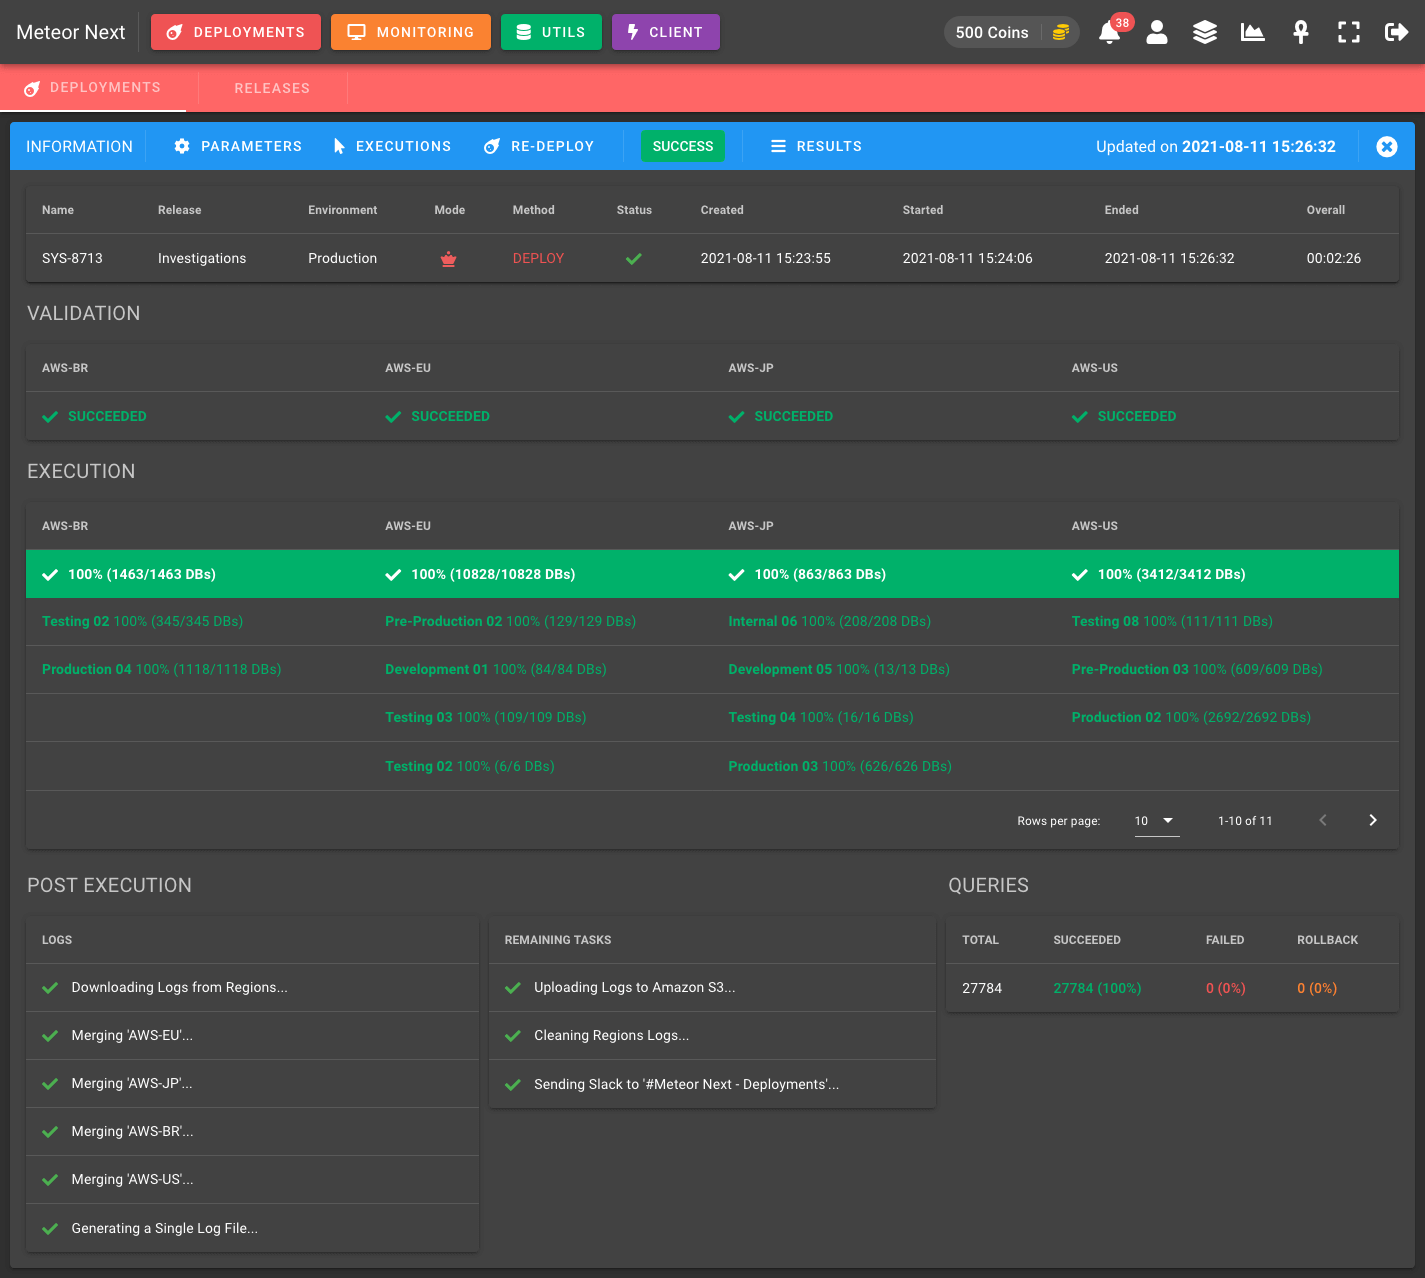 Meteor Next DEPLOYMENTS MONITORING UTILS CLIENT 500 Coins 38
DEPLOYMENTS RELEASES
INFORMATION PARAMETERS EXECUTIONS RE-DEPLOY SUCCESS RESULTS Updated on 2021-08-11 15:26:32
Name Release Environment Mode Method Status Created Started Ended Overall
SYS-8713 Investigations Production DEPLOY 2021-08-11 15:23:55 2021-08-11 15:24:06 2021-08-11 15:26:32 00:02:26
VALIDATION
AWS-BR AWS-EU AWS-JP AWS-US
SUCCEEDED SUCCEEDED SUCCEEDED SUCCEEDED
EXECUTION
AWS-BR AWS-EU AWS-JP AWS-US
100% (1463/1463 DBs) 100% (10828/10828 DBs) 100% (863/863 DBs) 100% (3412/3412 DBs)
Testing 02 100% (345/345 DBs) Pre-Production 02 100% (129/129 DBs) Internal 06 100% (208/208 DBs) Testing 08 100% (111/111 DBs)
Production 04 100% (1118/1118 DBs) Development 01 100% (84/84 DBs) Development 05 100% (13/13 DBs) Pre-Production 03 100% (609/609 DBs)
Testing 03 100% (109/109 DBs) Testing 04 100% (16/16 DBs) Production 02 100% (2692/2692 DBs)
Testing 02 100% (6/6 DBs) Production 03 100% (626/626 DBs)
Rows per page: 10 1-10 of 11
POST EXECUTION
LOGS
Downloading Logs from Regions...
Merging 'AWS-EU'...
Merging 'AWS-JP'...
Merging 'AWS-BR'...
Merging 'AWS-US'...
Generating a Single Log File...
REMAINING TASKS
Uploading Logs to Amazon S3...
Cleaning Regions Logs...
Sending Slack to '#Meteor Next - Deployments'...
QUERIES
TOTAL SUCCEEDED FAILED ROLLBACK
27784 27784 (100%) 0 (0%) 0 (0%)